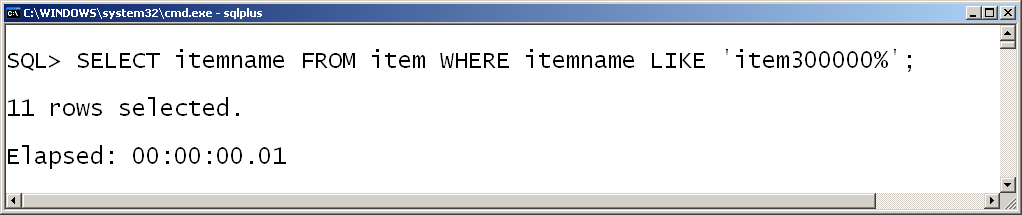 C:\WINDOWS\system32\cmd.exe - sqlplus
SQL> SELECT itemname FROM item WHERE itemname LIKE 'item300000%';
11 rows selected.
Elapsed: 00:00:00.01